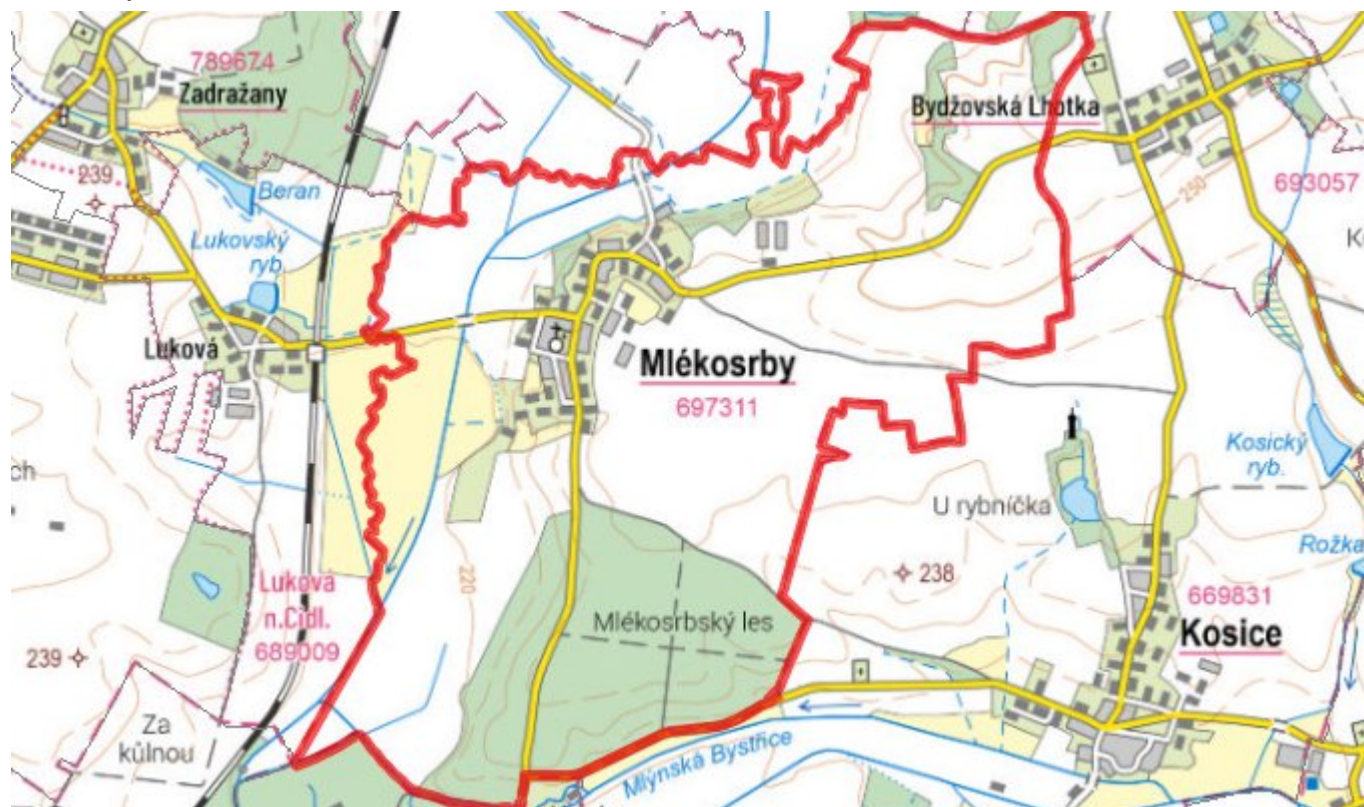 789674
Zadražany
Bydžovská Lhotka
239
Beran
693057
250
Lukovský
ryb.
Luková
Mlékosrby
697311
Kosický
ryb.
U rybníčka
Rožka
220
238
Luková
n.Cidl.
689009
Mlékosrbský les
669831
Kosice
239
Za
kůlnou
Mlýnská Bystřice